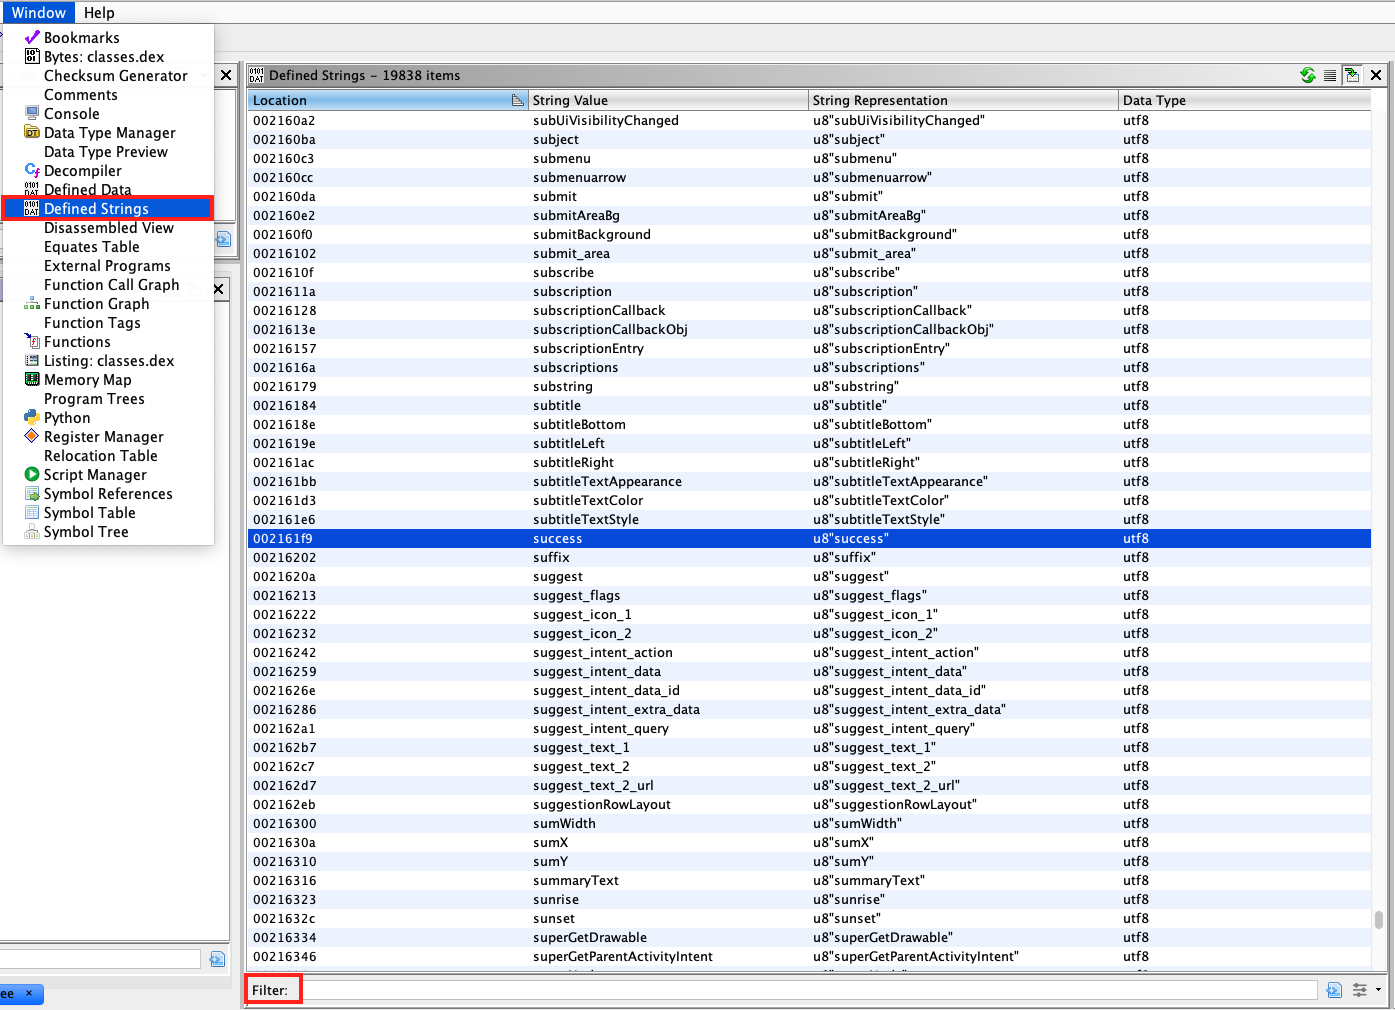 Window Help
Bookmarks
Bytes: classes.dex
Checksum Generator
Comments
Console
Data Type Manager
Data Type Preview
Decompiler
Defined Data
Defined Strings
Disassembled View
Equates Table
External Programs
Function Call Graph
Function Graph
Function Tags
Functions
Listing: classes.dex
Memory Map
Program Trees
Python
Register Manager
Relocation Table
Script Manager
Symbol References
Symbol Table
Symbol Tree
ee ×
Defined Strings – 19838 items
Location String Value String Representation Data Type
002160a2 subUiVisibilityChanged u8"subUiVisibilityChanged" utf8
002160ba subject u8"subject" utf8
002160c3 submenu u8"submenu" utf8
002160cc submenuarrow u8"submenuarrow" utf8
002160da submit u8"submit" utf8
002160e2 submitAreaBg u8"submitAreaBg" utf8
002160f0 submitBackground u8"submitBackground" utf8
00216102 submit_area u8"submit_area" utf8
0021610f subscribe u8"subscribe" utf8
0021611a subscription u8"subscription" utf8
00216128 subscriptionCallback u8"subscriptionCallback" utf8
0021613e subscriptionCallbackObj u8"subscriptionCallbackObj" utf8
00216157 subscriptionEntry u8"subscriptionEntry" utf8
0021616a subscriptions u8"subscriptions" utf8
00216179 substring u8"substring" utf8
00216184 subtitle u8"subtitle" utf8
0021618e subtitleBottom u8"subtitleBottom" utf8
0021619e subtitleLeft u8"subtitleLeft" utf8
002161ac subtitleRight u8"subtitleRight" utf8
002161bb subtitleTextAppearance u8"subtitleTextAppearance" utf8
002161d3 subtitleTextColor u8"subtitleTextColor" utf8
002161e6 subtitleTextStyle u8"subtitleTextStyle" utf8
002161f9 success u8"success" utf8
00216202 suffix u8"suffix" utf8
0021620a suggest u8"suggest" utf8
00216213 suggest_flags u8"suggest_flags" utf8
00216222 suggest_icon_1 u8"suggest_icon_1" utf8
00216232 suggest_icon_2 u8"suggest_icon_2" utf8
00216242 suggest_intent_action u8"suggest_intent_action" utf8
00216259 suggest_intent_data u8"suggest_intent_data" utf8
0021626e suggest_intent_data_id u8"suggest_intent_data_id" utf8
00216286 suggest_intent_extra_data u8"suggest_intent_extra_data" utf8
002162a1 suggest_intent_query u8"suggest_intent_query" utf8
002162b7 suggest_text_1 u8"suggest_text_1" utf8
002162c7 suggest_text_2 u8"suggest_text_2" utf8
002162d7 suggest_text_2_url u8"suggest_text_2_url" utf8
002162eb suggestionRowLayout u8"suggestionRowLayout" utf8
00216300 sumWidth u8"sumWidth" utf8
0021630a sumX u8"sumX" utf8
00216310 sumY u8"sumY" utf8
00216316 summaryText u8"summaryText" utf8
00216323 sunrise u8"sunrise" utf8
0021632c sunset u8"sunset" utf8
00216334 superGetDrawable u8"superGetDrawable" utf8
00216346 superGetParentActivityIntent u8"superGetParentActivityIntent" utf8
Filter: